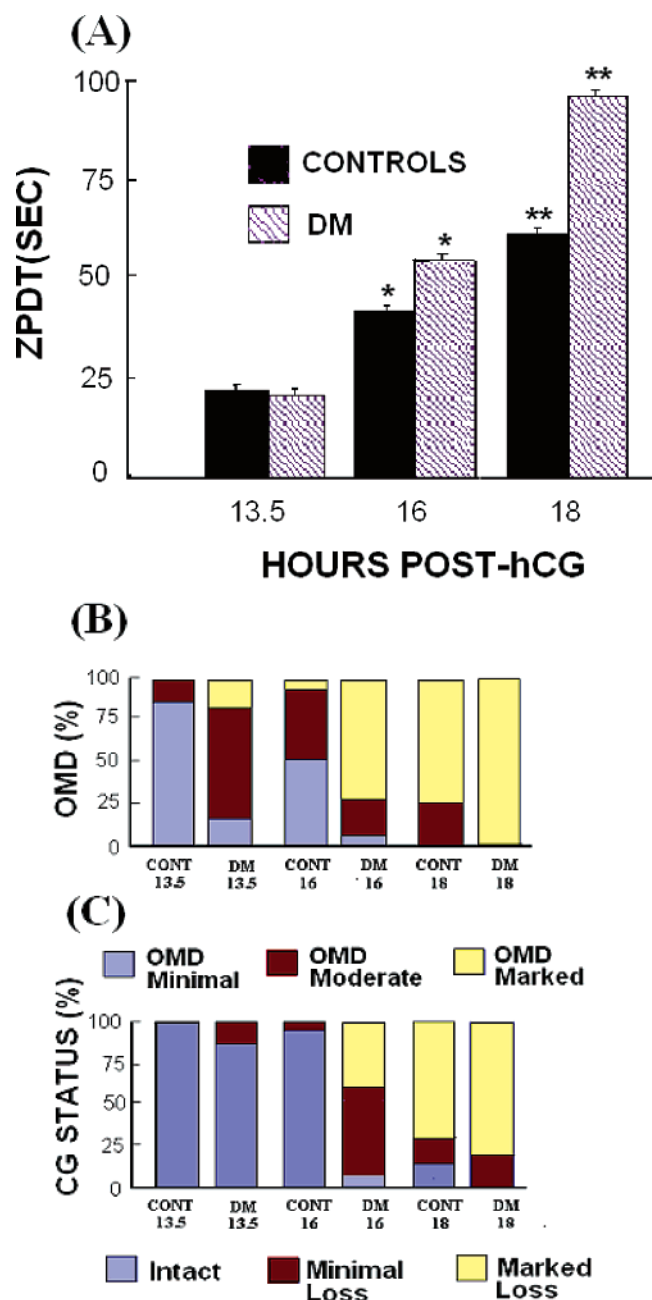 (A)
100
75
50
25
0
ZPDT(SEC)
CONTROLS
DM
**
**
*
*
13.5 16 18
HOURS POST-hCG
(B)
100
75
50
25
0
OMD (%)
CONT DM CONT DM CONT DM
13.5 13.5 16 16 18 18
(C)
OMD OMD OMD
Minimal Moderate Marked
100
75
50
25
0
CG STATUS (%)
CONT DM CONT DM CONT DM
13.5 13.5 16 16 18 18
Intact Minimal Marked
Loss Loss